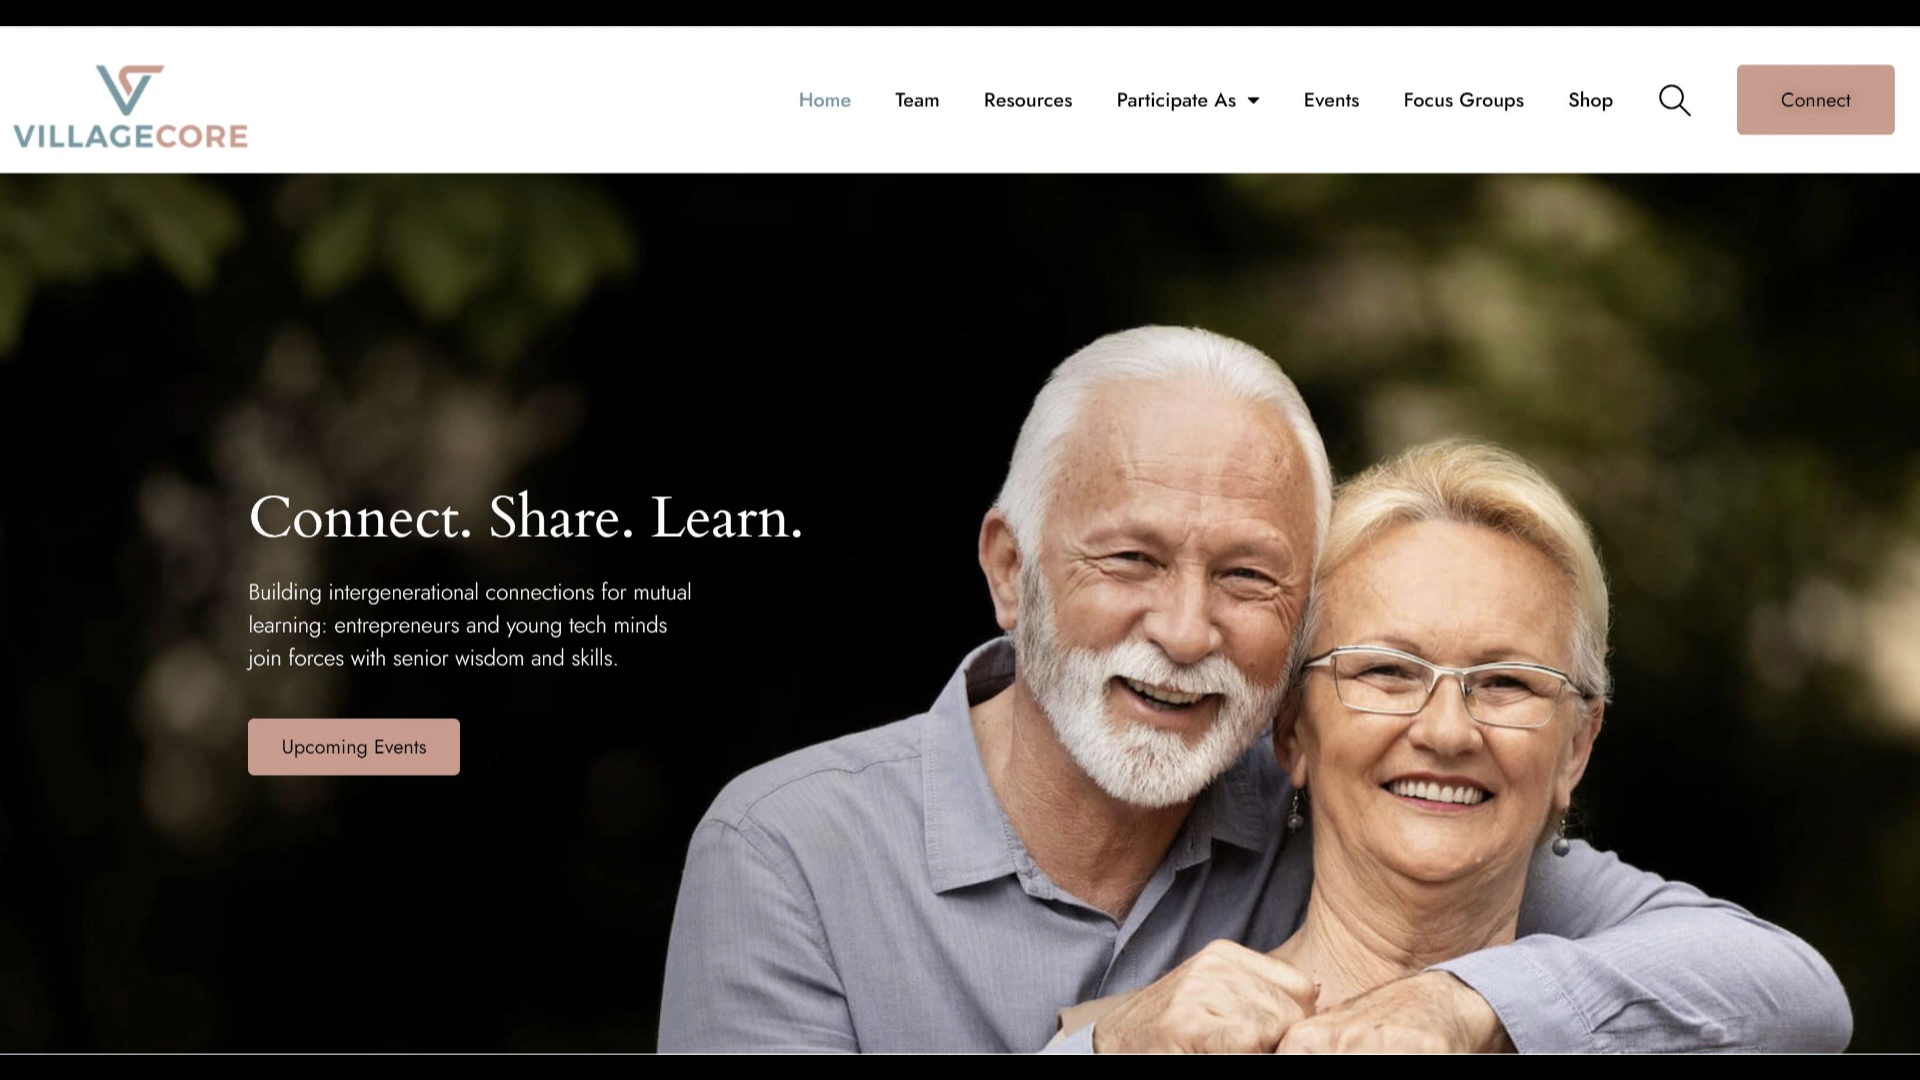 VILLAGECORE
Home Team Resources Participate As Events Focus Groups Shop Connect
Connect. Share. Learn.
Building intergenerational connections for mutual
learning: entrepreneurs and young tech minds
join forces with senior wisdom and skills.
Upcoming Events